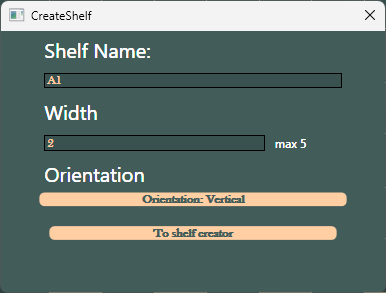 CreateShelf
Shelf Name:
A1
Width
2 max 5
Orientation
Orientation: Vertical
To shelf creator